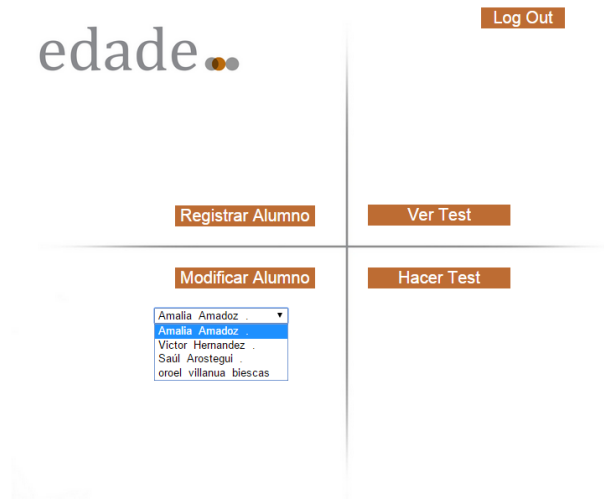 Log Out
edade
Registrar Alumno
Ver Test
Modificar Alumno
Hacer Test
Amalia Amadoz .
Amalia Amadoz .
Victor Hernandez .
Saúl Arostegui .
oroel villanua biescas